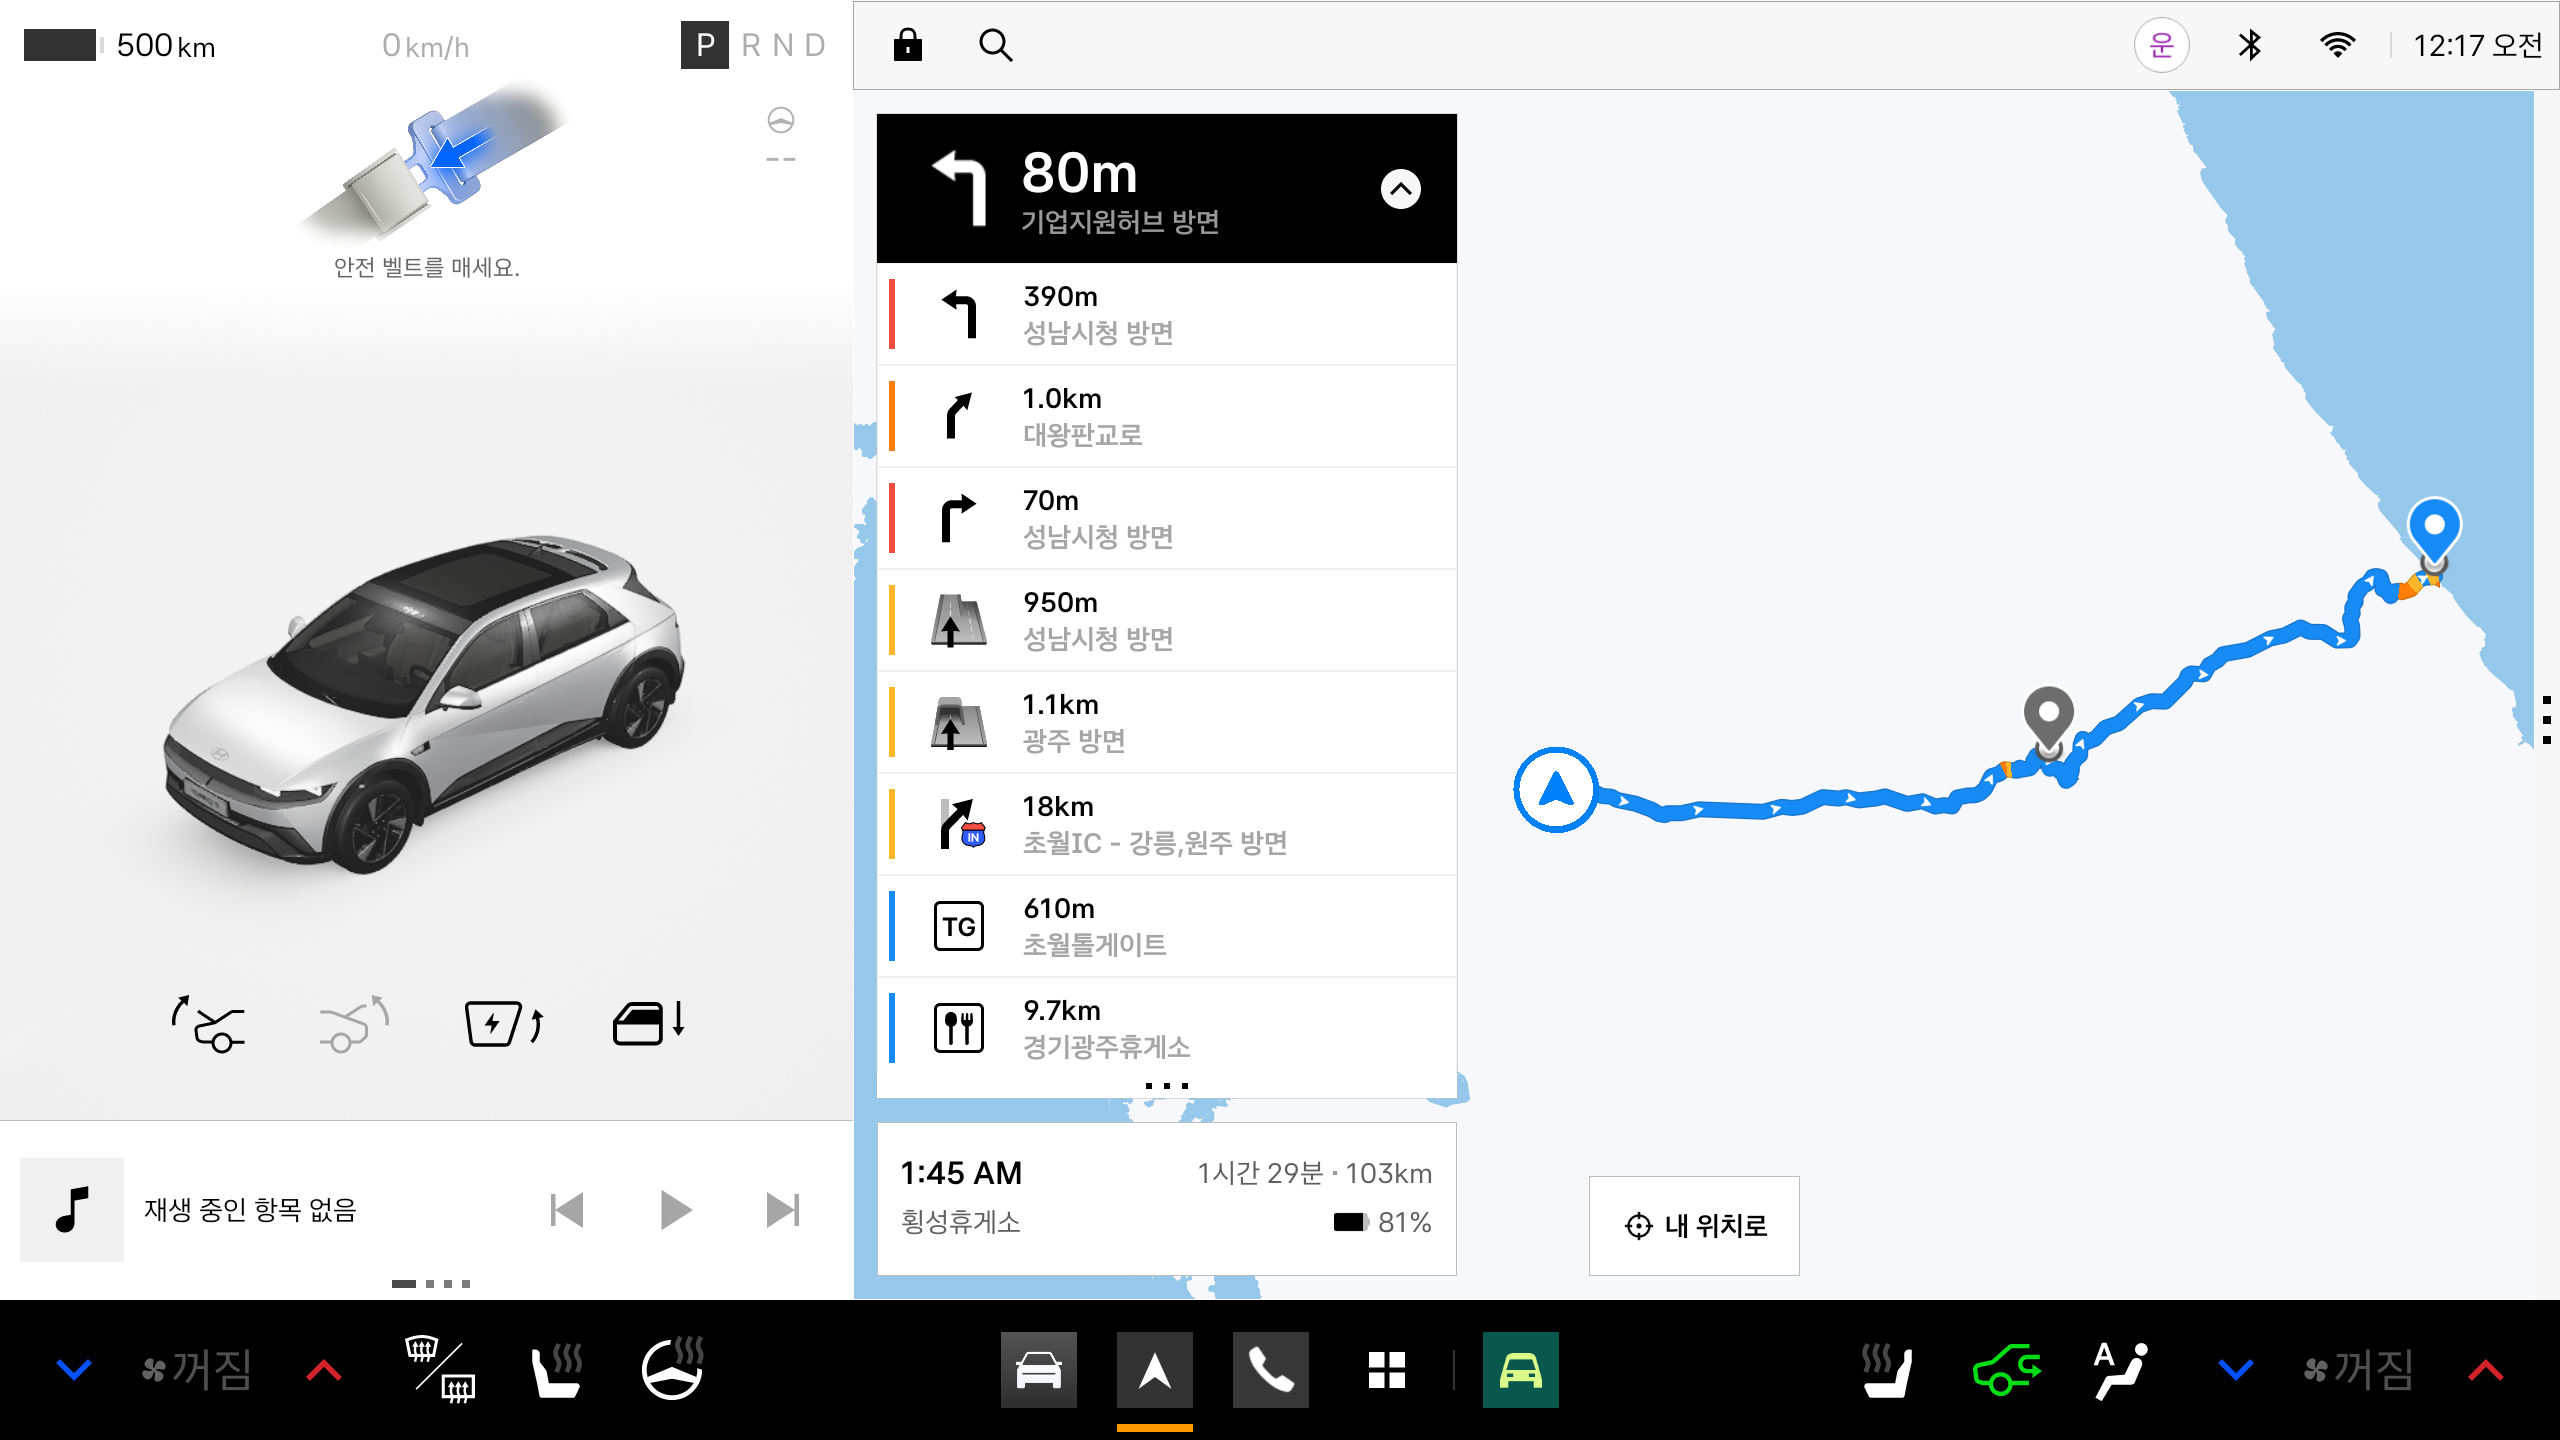 500 km
0 km/h
P R N D
운
12:17 오전
안전 벨트를 매세요.
80m
기업지원허브 방면
390m
성남시청 방면
1.0km
대왕판교로
70m
성남시청 방면
950m
성남시청 방면
1.1km
광주 방면
IN
18km
초월IC - 강릉,원주 방면
TG
610m
초월톨게이트
9.7km
경기광주휴게소
재생 중인 항목 없음
1:45 AM
1시간 29분 · 103km
횡성휴게소
81%
내 위치로
꺼짐
A
꺼짐